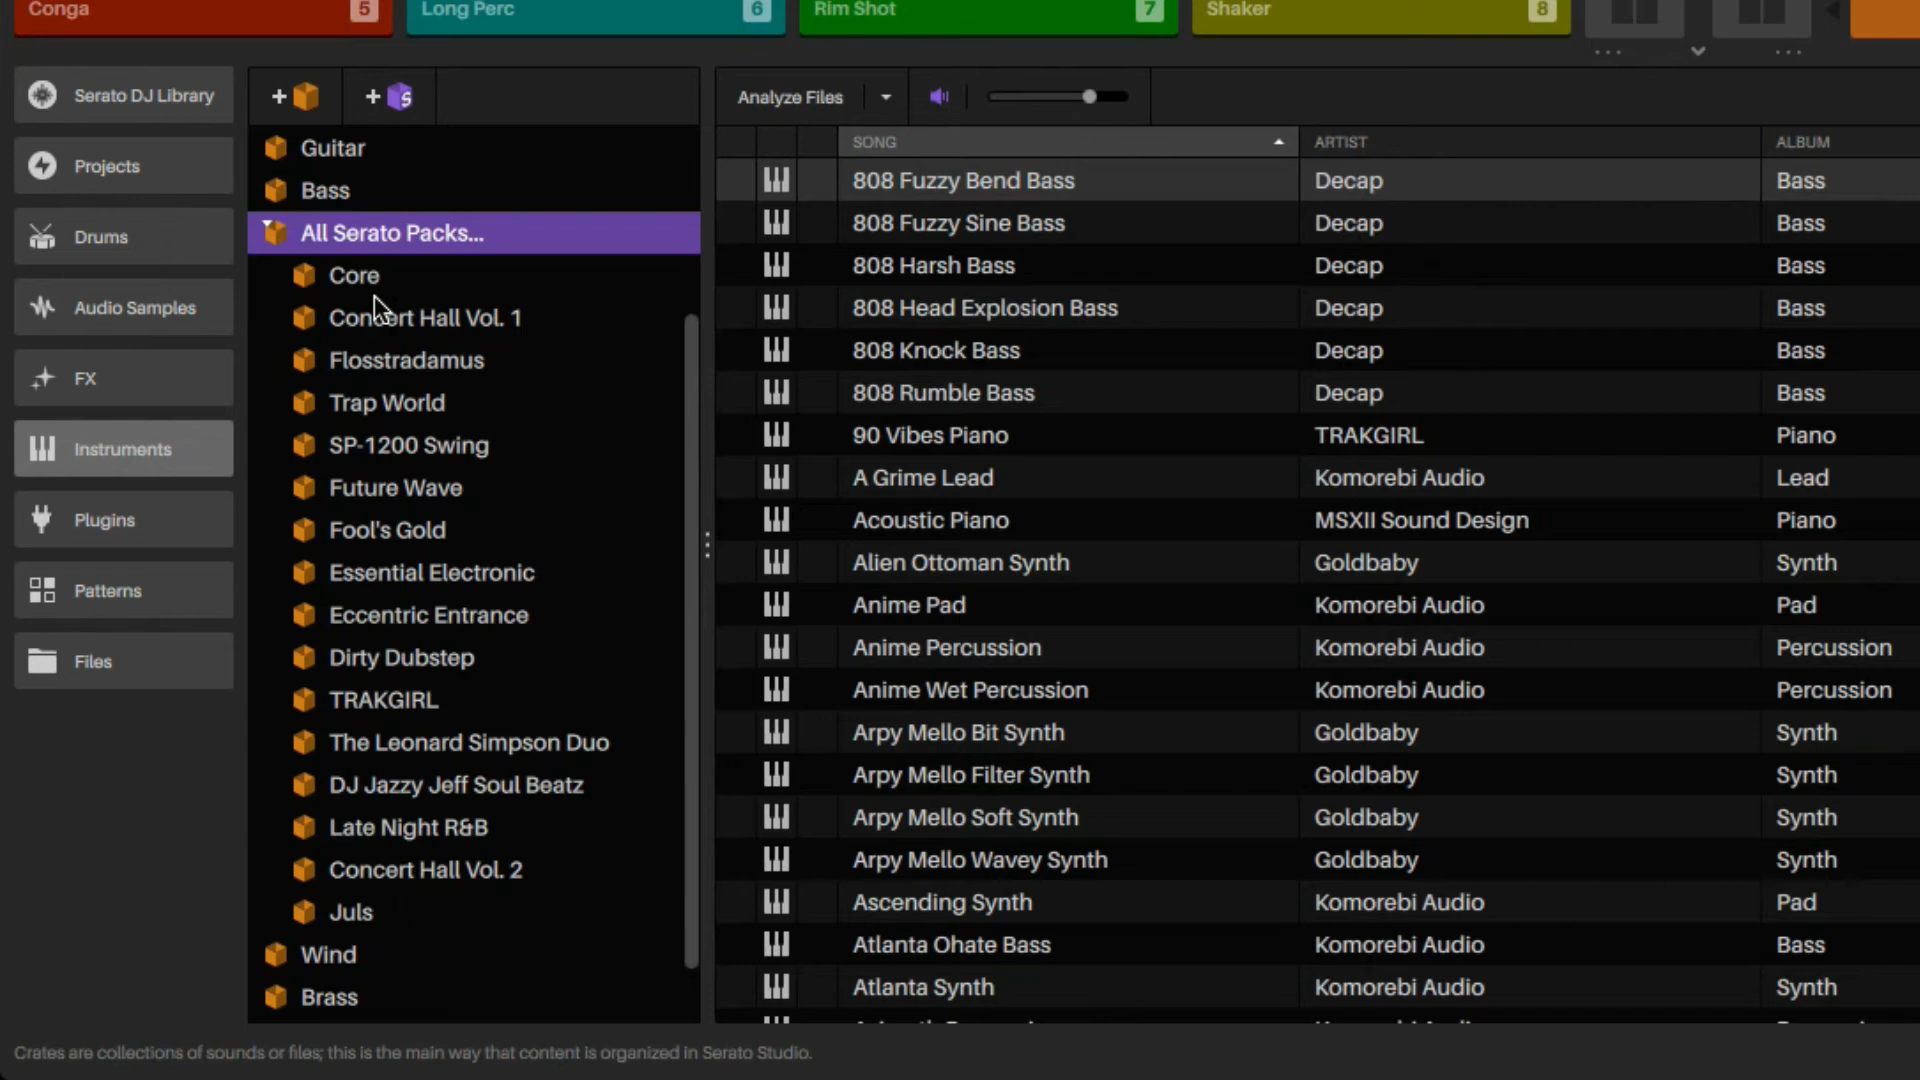 Conga 5 Long Perc 6 Rim Shot 7 Shaker 8
Serato DJ Library
Projects
Drums
Audio Samples
FX
Instruments
Plugins
Patterns
Files
+ + S
Guitar
Bass
All Serato Packs...
Core
Concert Hall Vol. 1
Flosstradamus
Trap World
SP-1200 Swing
Future Wave
Fool's Gold
Essential Electronic
Eccentric Entrance
Dirty Dubstep
TRAKGIRL
The Leonard Simpson Duo
DJ Jazzy Jeff Soul Beatz
Late Night R&B
Concert Hall Vol. 2
Juls
Wind
Brass
Analyze Files
SONG ARTIST ALBUM
808 Fuzzy Bend Bass Decap Bass
808 Fuzzy Sine Bass Decap Bass
808 Harsh Bass Decap Bass
808 Head Explosion Bass Decap Bass
808 Knock Bass Decap Bass
808 Rumble Bass Decap Bass
90 Vibes Piano TRAKGIRL Piano
A Grime Lead Komorebi Audio Lead
Acoustic Piano MSXII Sound Design Piano
Alien Ottoman Synth Goldbaby Synth
Anime Pad Komorebi Audio Pad
Anime Percussion Komorebi Audio Percussion
Anime Wet Percussion Komorebi Audio Percussion
Arpy Mello Bit Synth Goldbaby Synth
Arpy Mello Filter Synth Goldbaby Synth
Arpy Mello Soft Synth Goldbaby Synth
Arpy Mello Wavey Synth Goldbaby Synth
Ascending Synth Komorebi Audio Pad
Atlanta Ohate Bass Komorebi Audio Bass
Atlanta Synth Komorebi Audio Synth
Crates are collections of sounds or files; this is the main way that content is organized in Serato Studio.